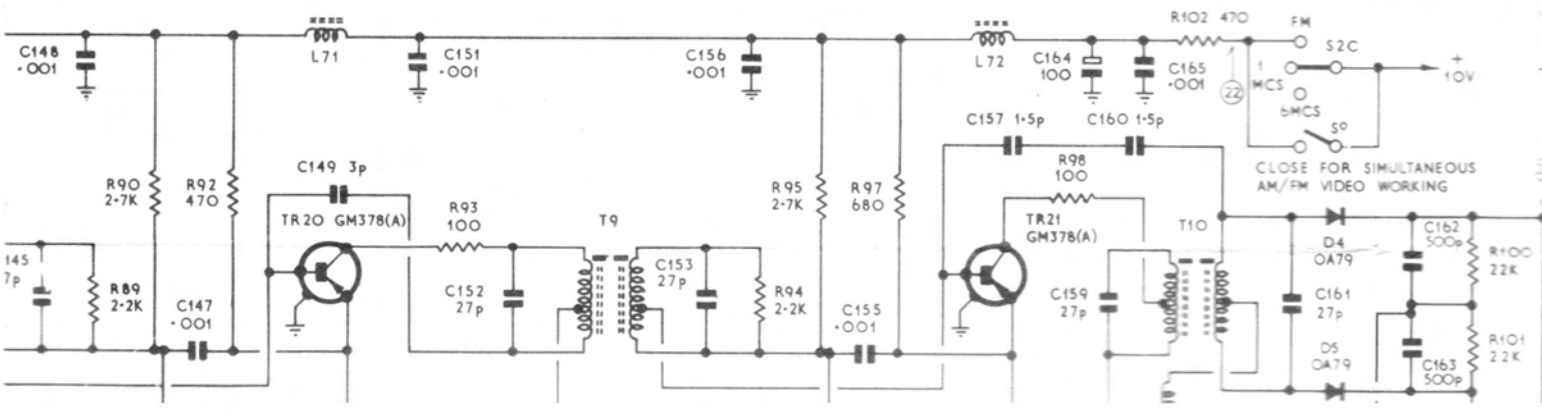 R102 470
FM
S2C
C148
·001
L71
C151
·001
C156
·001
L72
C164
100
C165
·001
22
1
MCS
6MCS
+
10V
C157 1·5p
C160 1·5p
S9
CLOSE FOR SIMULTANEOUS
AM/FM VIDEO WORKING
R90
2·7K
R92
470
C149 3p
TR20 GM378(A)
R93
100
T9
R95
2·7K
R97
680
R98
100
TR21
GM378(A)
T10
D4
OA79
C162
500p
R100
22K
145
7p
R89
2·2K
C147
·001
C152
27p
C153
27p
R94
2·2K
C155
·001
C159
27p
C161
27p
D5
OA79
C163
500p
R101
22K